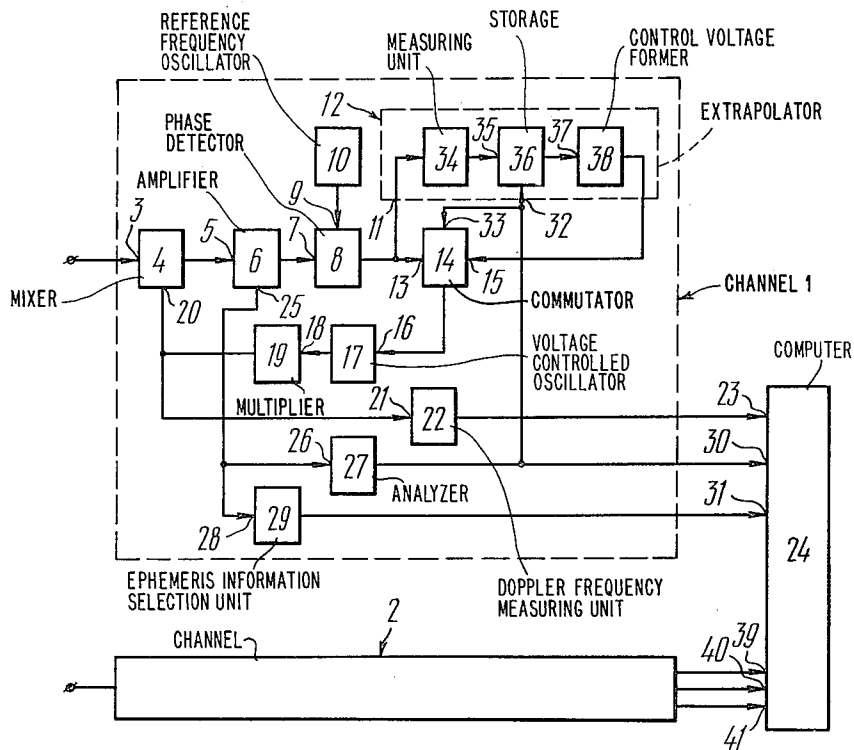 REFERENCE
FREQUENCY
OSCILLATOR
MEASURING
UNIT
STORAGE
CONTROL VOLTAGE
FORMER
12
PHASE
DETECTOR
10
34
35
36
37
38
EXTRAPOLATOR
AMPLIFIER
9
11
33
32
3
4
5
6
7
8
13
14
15
MIXER
20
25
COMMUTATOR
CHANNEL 1
19
18
17
16
VOLTAGE
CONTROLLED
OSCILLATOR
COMPUTER
MULTIPLIER
21
22
23
26
27
30
ANALYZER
31
28
29
24
EPHEMERIS INFORMATION
SELECTION UNIT
DOPPLER FREQUENCY
MEASURING UNIT
CHANNEL
2
39
40
41